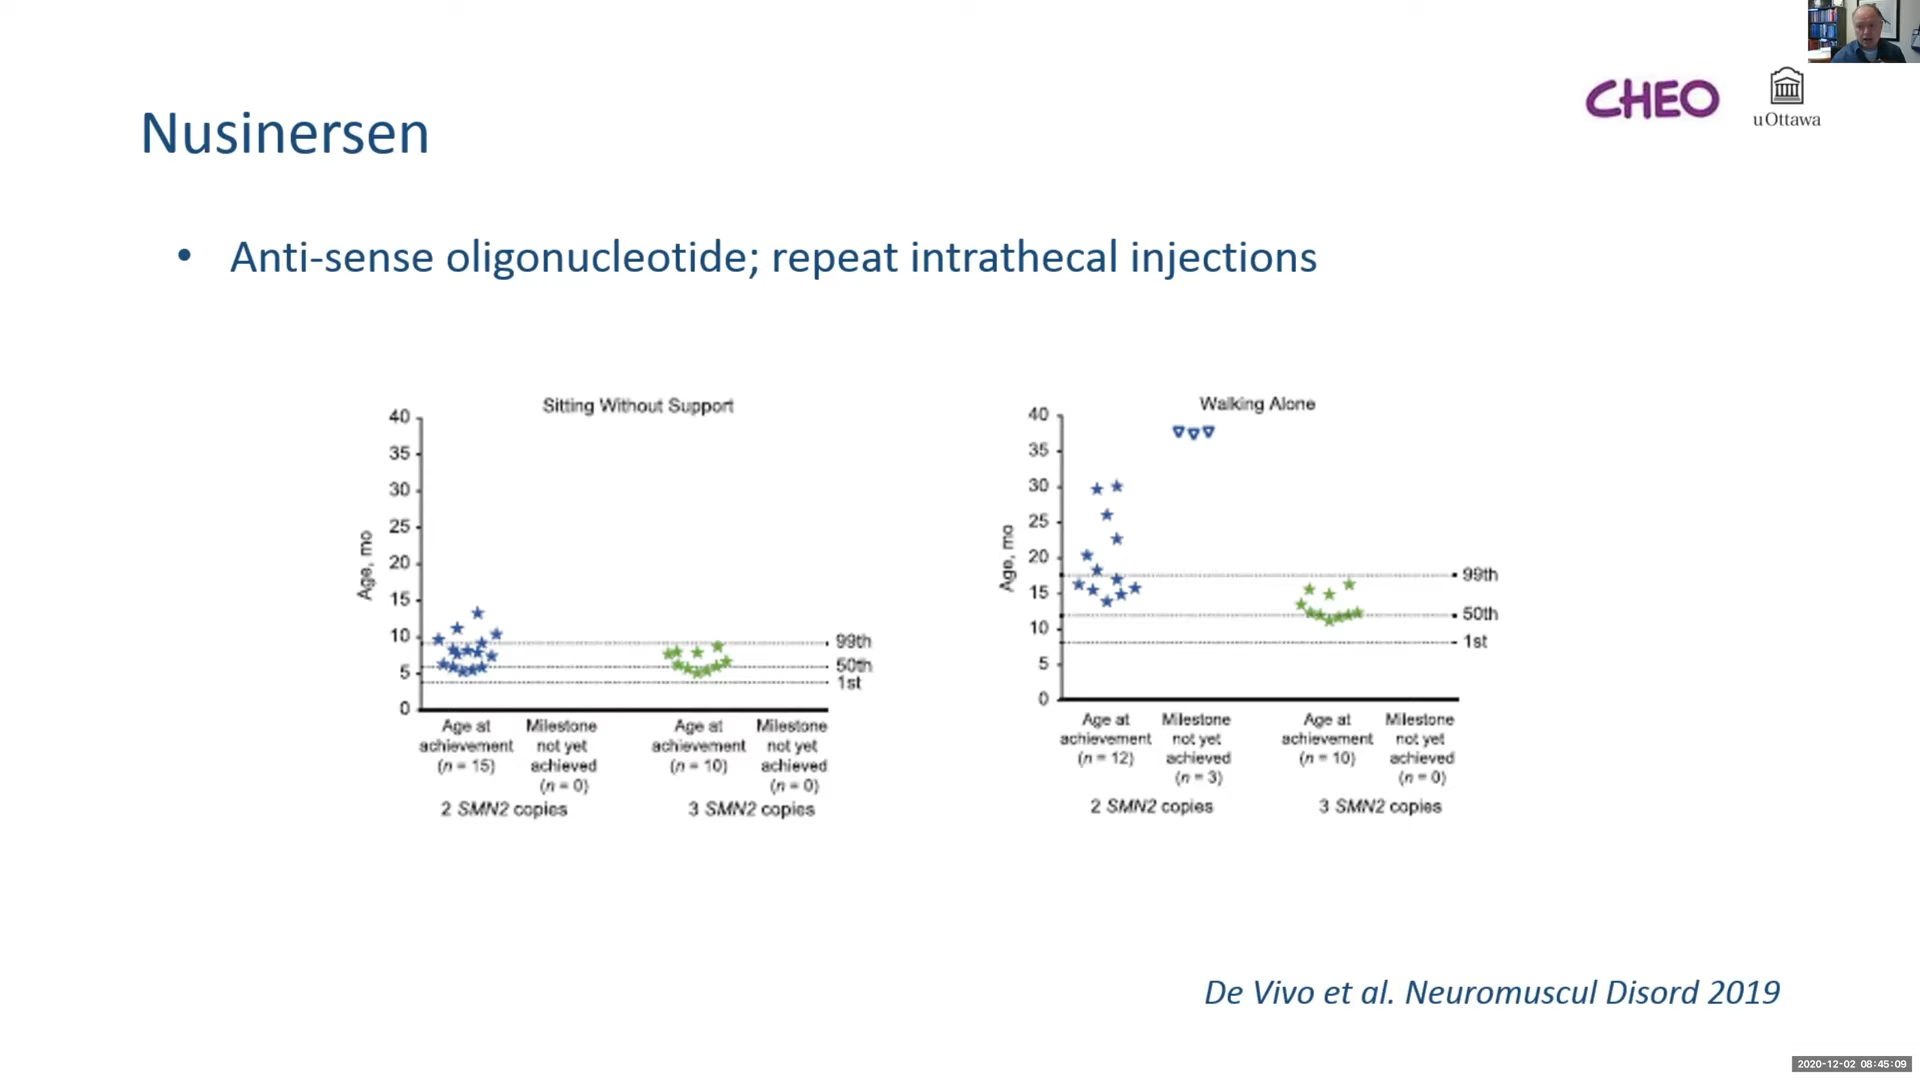 CHEO
uOttawa
Nusinersen
• Anti-sense oligonucleotide; repeat intrathecal injections
Sitting Without Support
Age, mo
40
35
30
25
20
15
10
5
0
99th
50th
1st
Age at
achievement
(n = 15)
Milestone
not yet
achieved
(n = 0)
2 SMN2 copies
Age at
achievement
(n = 10)
Milestone
not yet
achieved
(n = 0)
3 SMN2 copies
Walking Alone
Age, mo
40
35
30
25
20
15
10
5
0
99th
50th
1st
Age at
achievement
(n = 12)
Milestone
not yet
achieved
(n = 3)
2 SMN2 copies
Age at
achievement
(n = 10)
Milestone
not yet
achieved
(n = 0)
3 SMN2 copies
De Vivo et al. Neuromuscul Disord 2019
2020-12-02 08:45:09